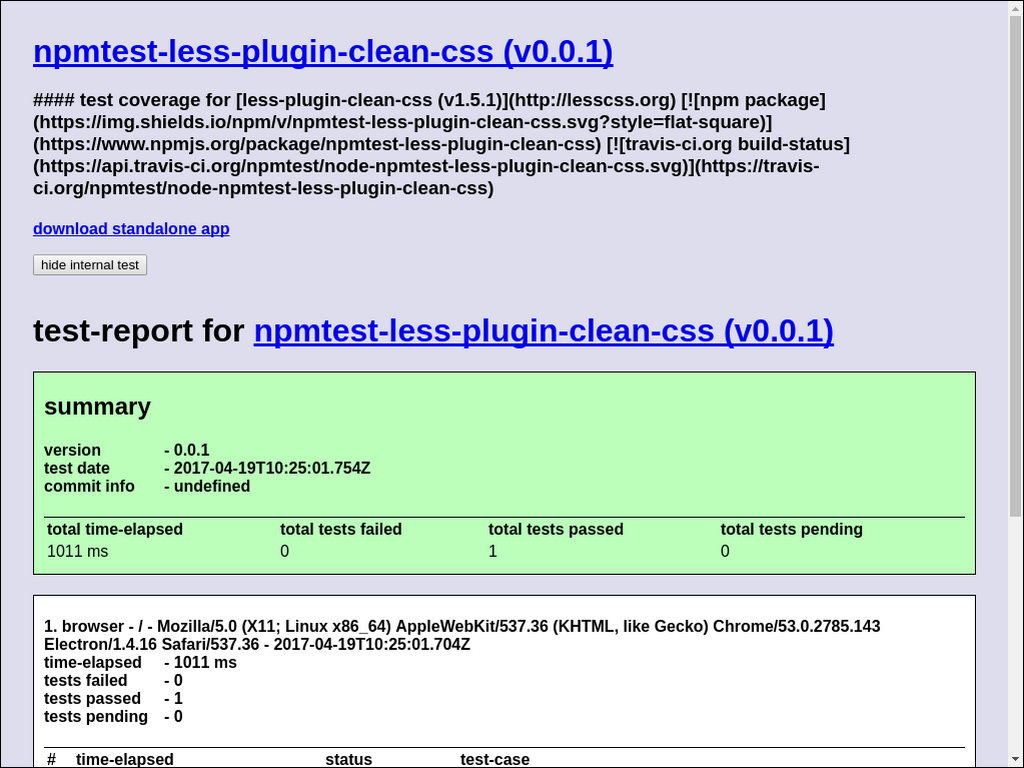 npmtest-less-plugin-clean-css (v0.0.1)
#### test coverage for [less-plugin-clean-css (v1.5.1)](http://lesscss.org) [![npm package]
(https://img.shields.io/npm/v/npmtest-less-plugin-clean-css.svg?style=flat-square)]
(https://www.npmjs.org/package/npmtest-less-plugin-clean-css) [![travis-ci.org build-status]
(https://api.travis-ci.org/npmtest/node-npmtest-less-plugin-clean-css.svg)](https://travis-
ci.org/npmtest/node-npmtest-less-plugin-clean-css)
download standalone app
hide internal test
test-report for npmtest-less-plugin-clean-css (v0.0.1)
summary
version - 0.0.1
test date - 2017-04-19T10:25:01.754Z
commit info - undefined
total time-elapsed total tests failed total tests passed total tests pending
1011 ms 0 1 0
1. browser - / - Mozilla/5.0 (X11; Linux x86_64) AppleWebKit/537.36 (KHTML, like Gecko) Chrome/53.0.2785.143
Electron/1.4.16 Safari/537.36 - 2017-04-19T10:25:01.704Z
time-elapsed - 1011 ms
tests failed - 0
tests passed - 1
tests pending - 0
# time-elapsed status test-case